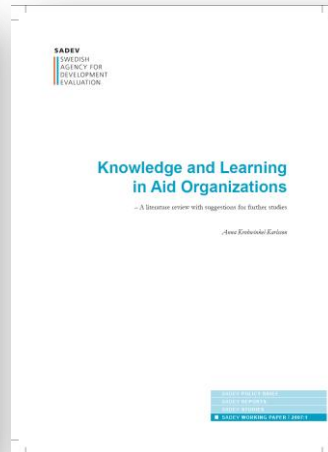 SADEV
SWEDISH
AGENCY FOR
DEVELOPMENT
EVALUATION
Knowledge and Learning
in Aid Organizations
– A literature review with suggestions for further studies
Anna Krohwinkel-Karlsson
SADEV POLICY BRIEF
SADEV REPORTS
SADEV STUDIES
SADEV WORKING PAPER | 2007:1